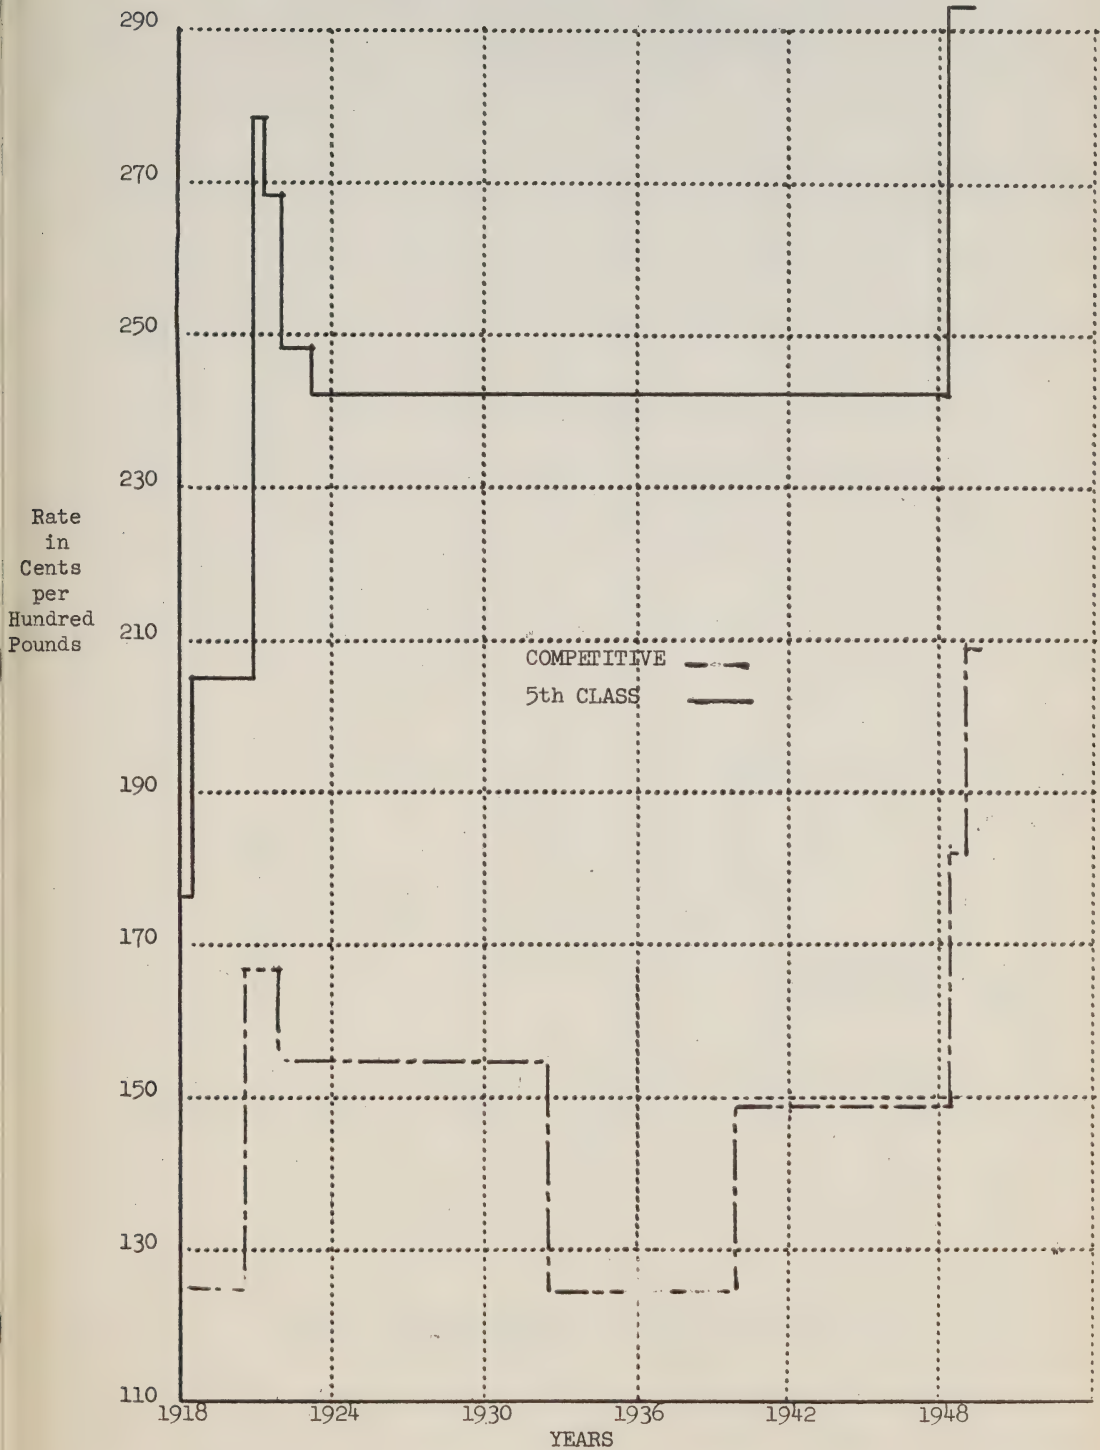 290
270
250
230
Rate
in
Cents
per
Hundred
Pounds
210
COMPETITIVE
5th CLASS
190
170
150
130
110
1918 1924 1930 1936 1942 1948
YEARS